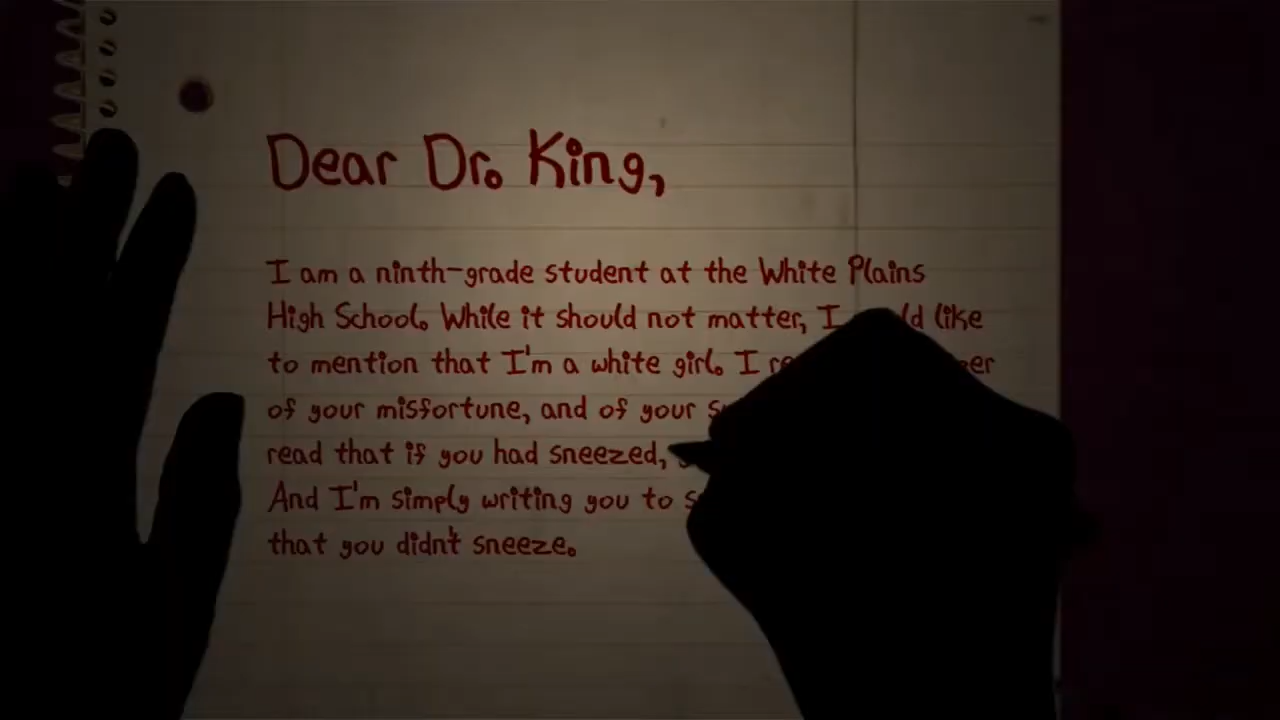 Dear Dr. King,
I am a ninth-grade student at the White Plains
High School. While it should not matter, I like
to mention that I'm a white girl. I
of your misfortune, and of your
read that if you had sneezed,
And I'm simply writing you to
that you didn't sneeze.